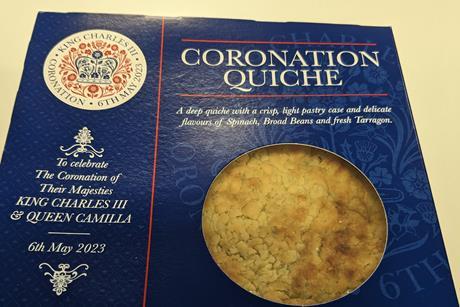 KING CHARLES III · 6TH MAY 2023 · CORONATION ·
To celebrate
The Coronation of
Their Majesties
KING CHARLES III
& QUEEN CAMILLA
6th May 2023
CORONATION
QUICHE
A deep quiche with a crisp, light pastry case and delicate
flavours of Spinach, Broad Beans and fresh Tarragon.